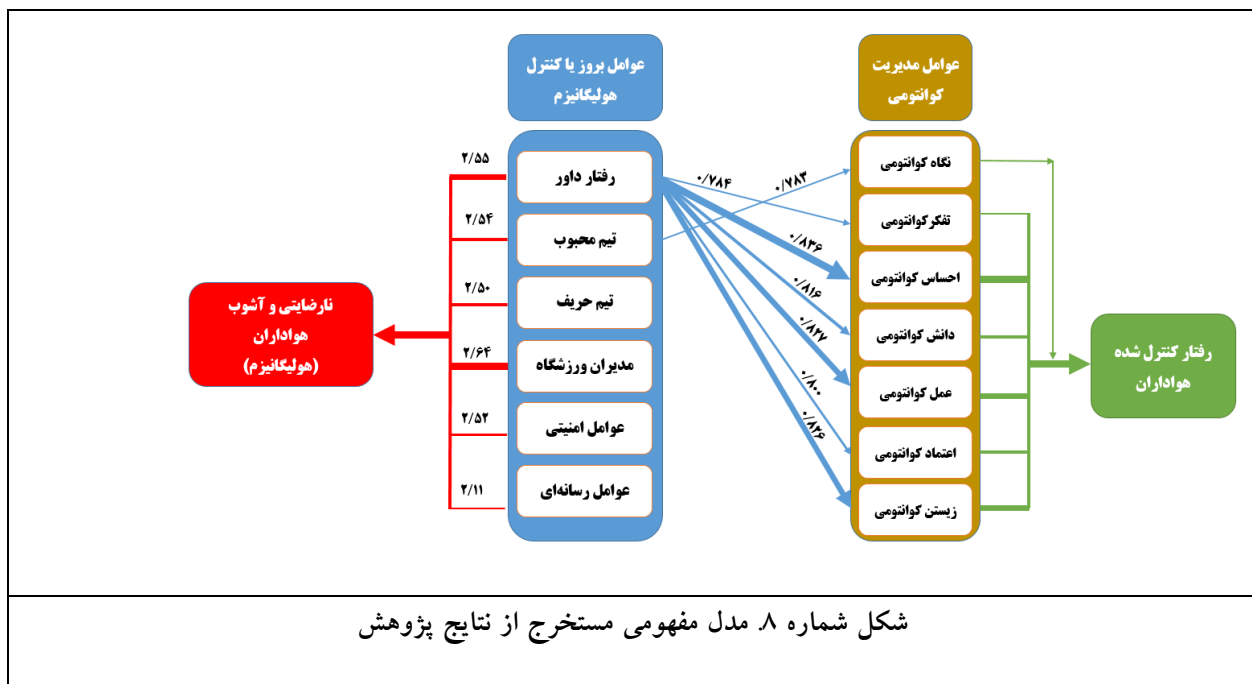 عوامل مدیریت
کوانتومی
عوامل بروز یا کنترل
هولیگانیزم
نگاه کوانتومی
تفکر کوانتومی
احساس کوانتومی
دانش کوانتومی
عمل کوانتومی
اعتماد کوانتومی
زیستن کوانتومی
رفتار کنترل شده
هواداران
۰/۷۸۳
۰/۷۸۴
۰/۸۳۶
۰/۸۱۶
۰/۸۲۷
۰/۸۰۰
۰/۸۲۶
رفتار داور
تیم محبوب
تیم حریف
مدیران ورزشگاه
عوامل امنیتی
عوامل رسانه‌ای
۲/۵۵
۲/۵۴
۲/۵۰
۲/۶۴
۲/۵۲
۲/۱۱
نارضایتی و آشوب
هواداران
(هولیگانیزم)
شکل شماره ۸. مدل مفهومی مستخرج از نتایج پژوهش